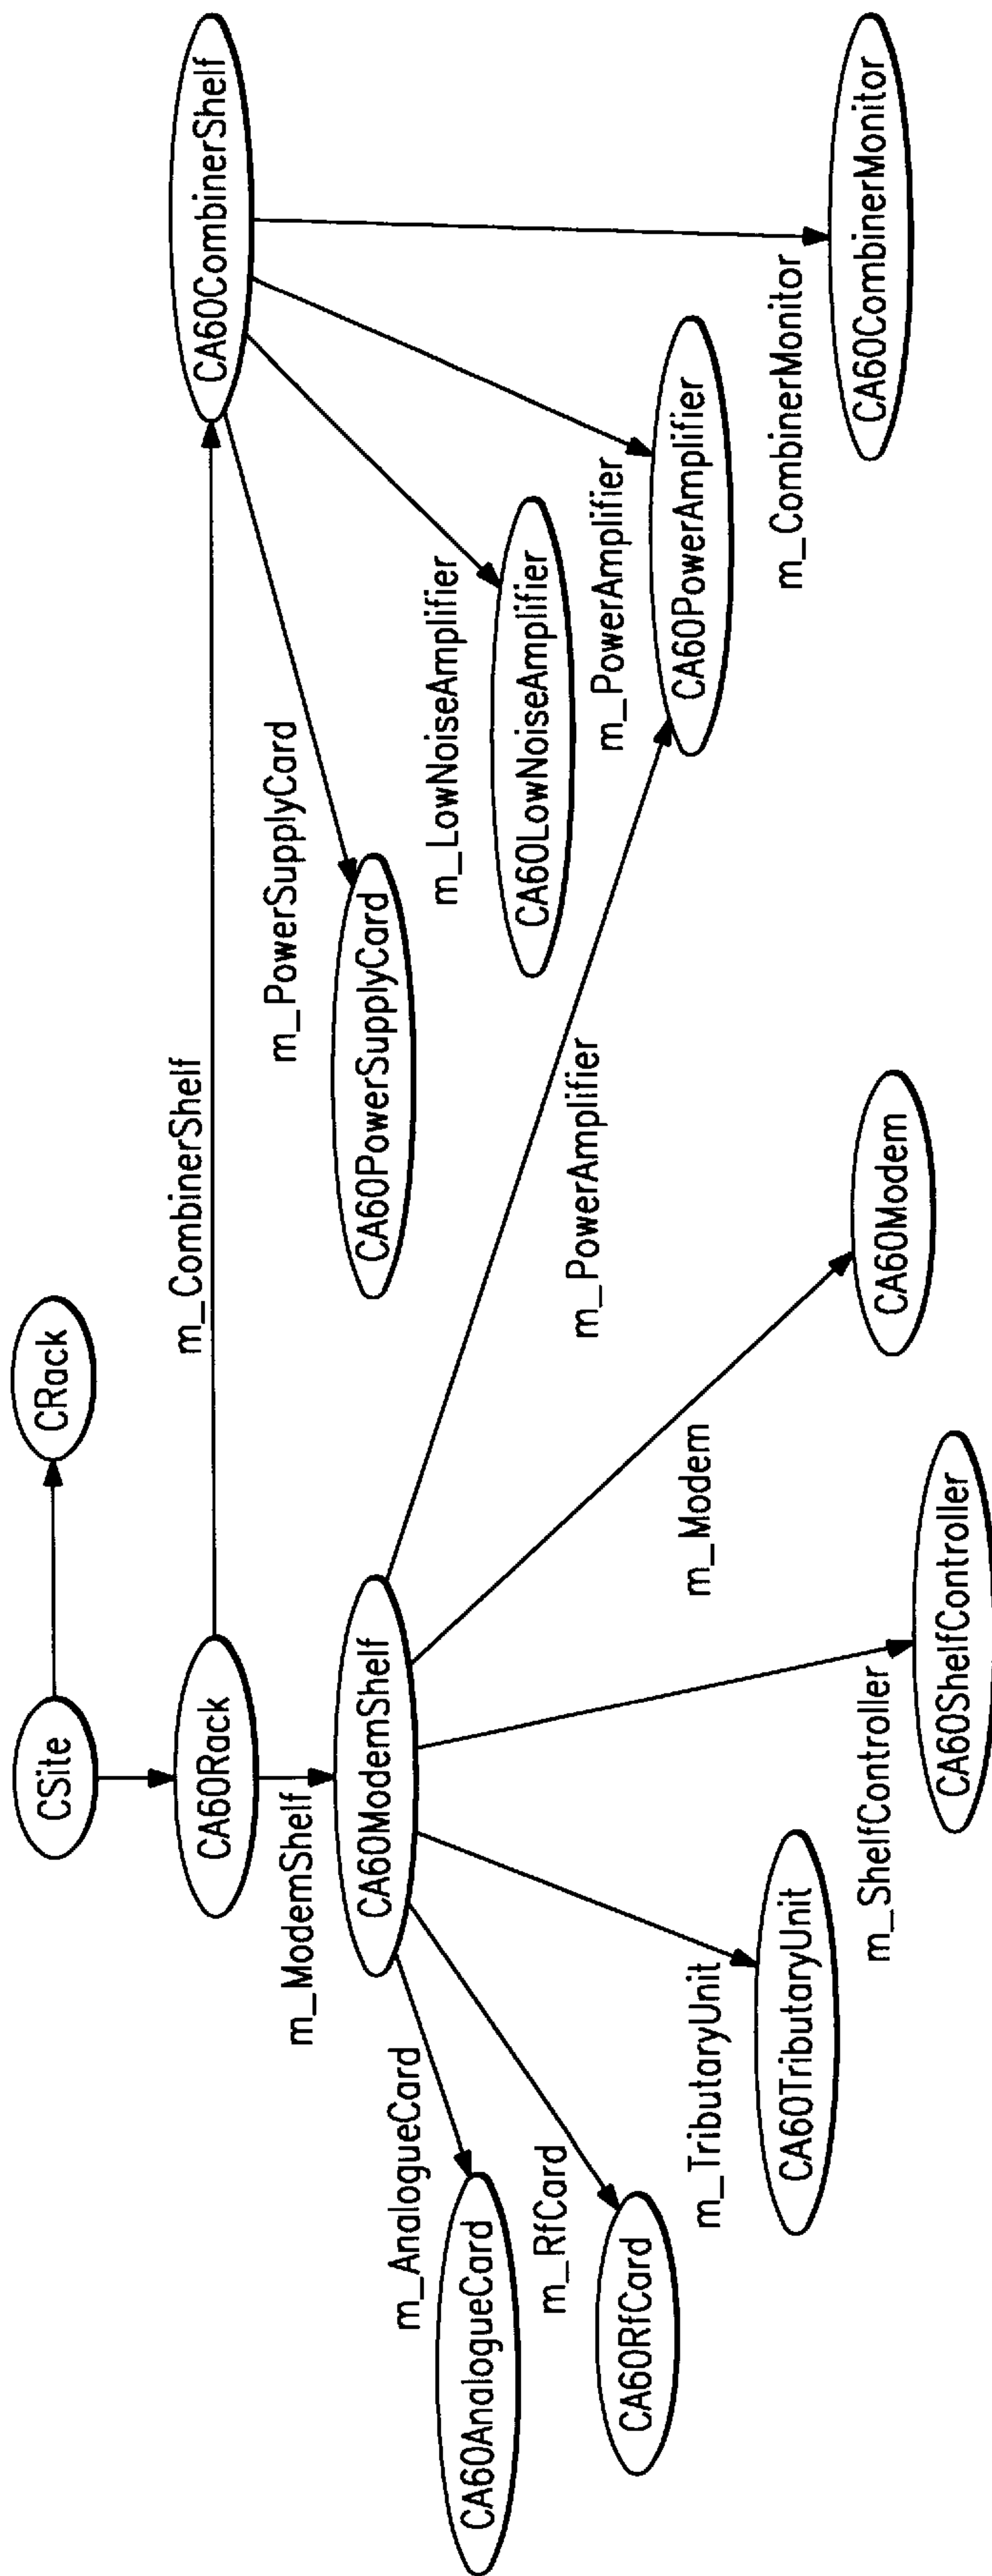 CSite
CRack
CA60Rack
m_CombinerShelf
CA60CombinerShelf
m_ModemShelf
CA60ModemShelf
m_PowerSupplyCard
CA60PowerSupplyCard
m_AnalogueCard
CA60AnalogueCard
m_LowNoiseAmplifier
CA60LowNoiseAmplifier
m_RfCard
CA60RfCard
m_PowerAmplifier
m_PowerAmplifier
CA60PowerAmplifier
m_TributaryUnit
CA60TributaryUnit
m_Modem
CA60Modem
m_CombinerMonitor
CA60CombinerMonitor
m_ShelfController
CA60ShelfController